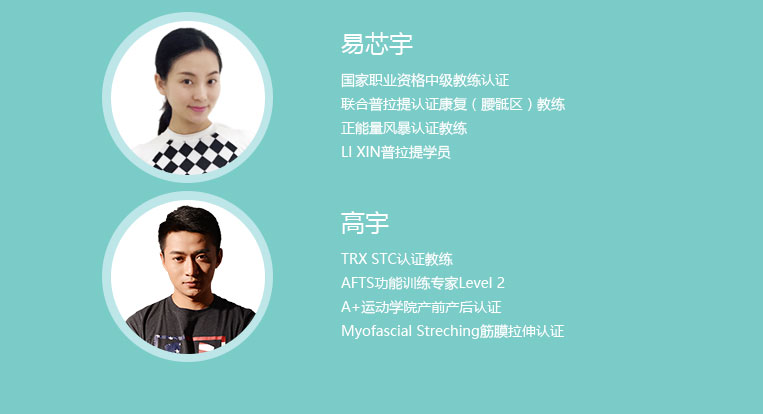 易芯宇
国家职业资格中级教练认证
联合普拉提认证康复（腰骶区）教练
正能量风暴认证教练
LI XIN普拉提学员
高宇
TRX STC认证教练
AFTS功能训练专家Level 2
A+运动学院产前产后认证
Myofascial Streching筋膜拉伸认证